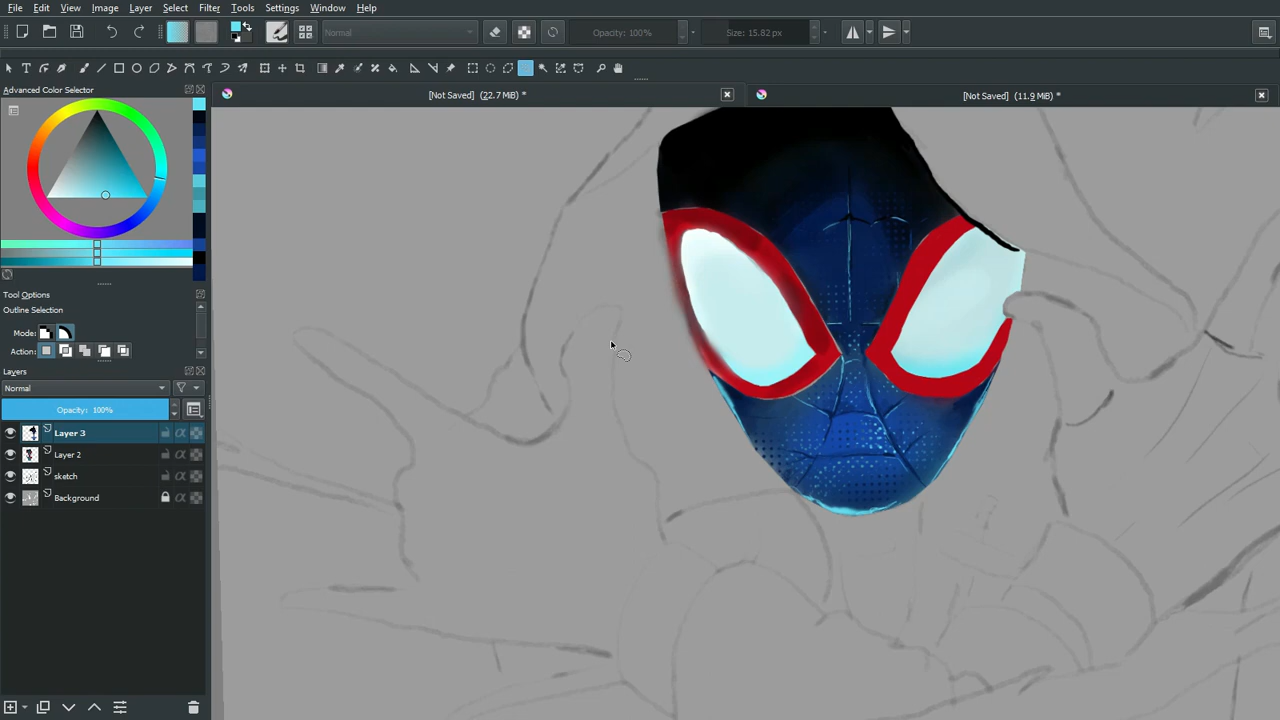 File Edit View Image Layer Select Filter Tools Settings Window Help
Normal Opacity: 100% Size: 15.82 px
Advanced Color Selector
[Not Saved] (22.7 MiB) * [Not Saved] (11.9 MiB) *
Tool Options
Outline Selection
Mode:
Action:
Layers
Normal
Opacity: 100%
Layer 3
Layer 2
sketch
Background